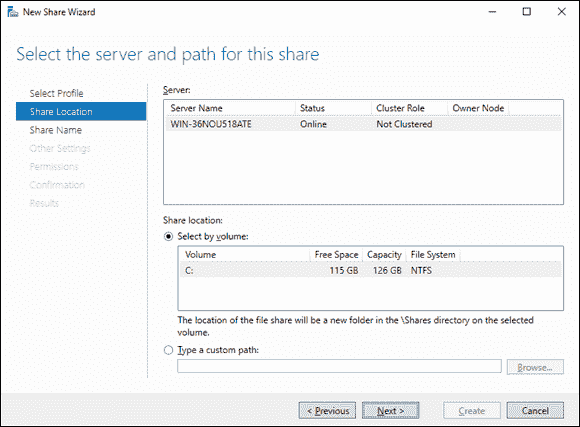 New Share Wizard
Select the server and path for this share
Select Profile
Share Location
Share Name
Other Settings
Permissions
Confirmation
Results
Server:
Server Name Status Cluster Role Owner Node
WIN-36NOU518ATE Online Not Clustered
Share location:
Select by volume:
Volume Free Space Capacity File System
C: 115 GB 126 GB NTFS
The location of the file share will be a new folder in the \Shares directory on the selected
volume.
Type a custom path:
Browse...
< Previous Next > Create Cancel